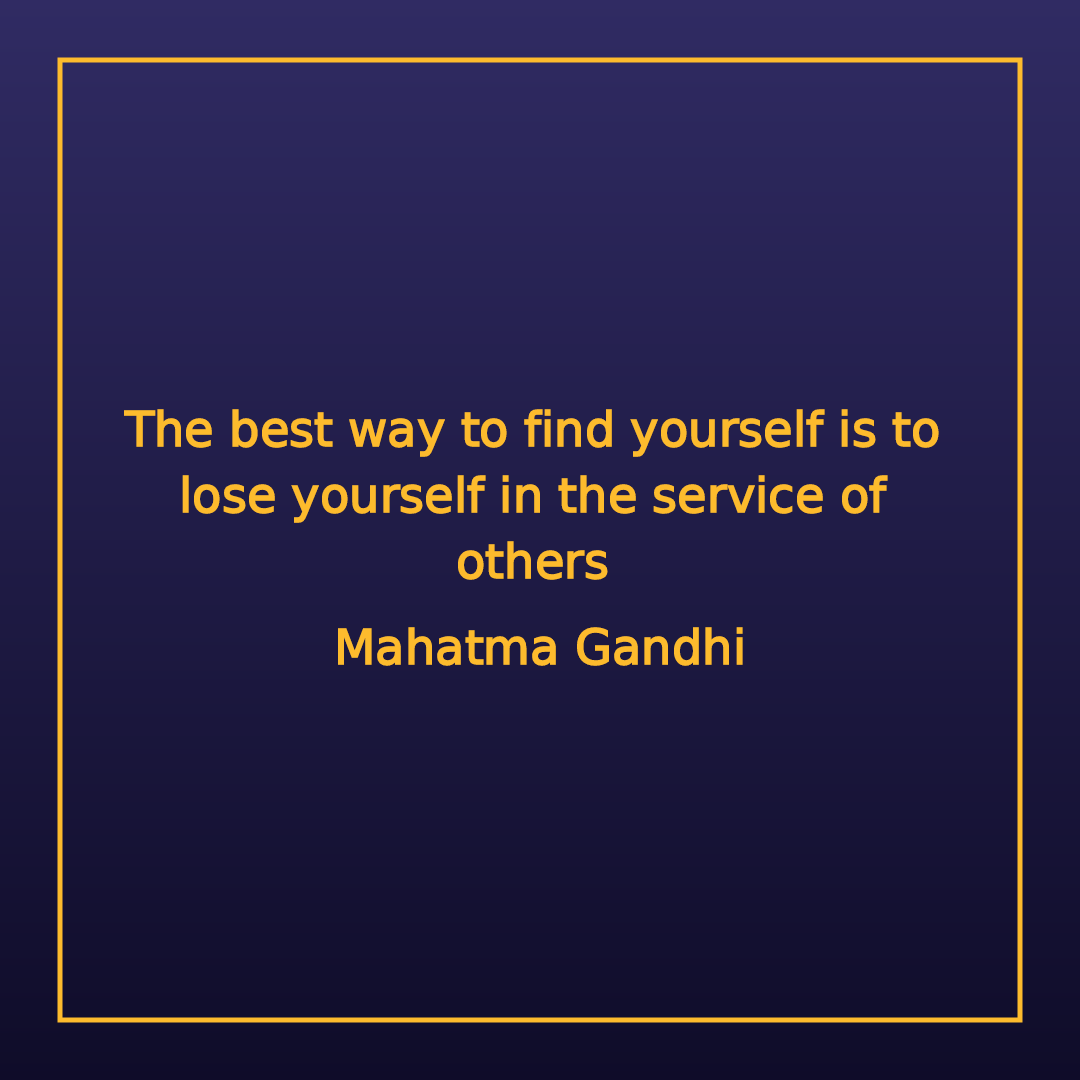 The best way to find yourself is to
lose yourself in the service of
others
Mahatma Gandhi